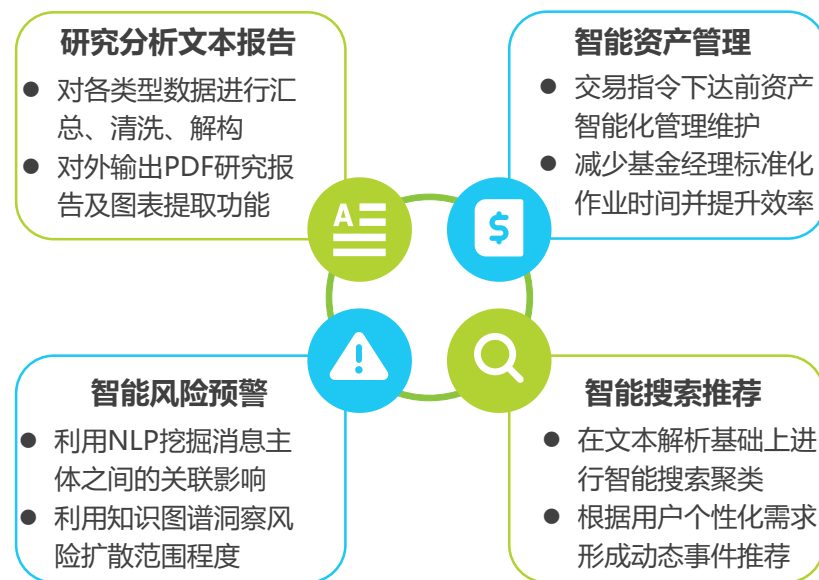 研究分析文本报告
● 对各类型数据进行汇
总、清洗、解构
● 对外输出PDF研究报
告及图表提取功能
智能资产管理
● 交易指令下达前资产
智能化管理维护
● 减少基金经理标准化
作业时间并提升效率
A
$
智能风险预警
● 利用NLP挖掘消息主
体之间的关联影响
● 利用知识图谱洞察风
险扩散范围程度
智能搜索推荐
● 在文本解析基础上进
行智能搜索聚类
● 根据用户个性化需求
形成动态事件推荐